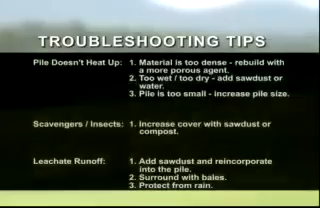 TROUBLESHOOTING TIPS
Pile Doesn't Heat Up: 1. Material is too dense - rebuild with
a more porous agent.
2. Too wet / too dry - add sawdust or
water.
3. Pile is too small - increase pile size.
Scavengers / Insects: 1. Increase cover with sawdust or
compost.
Leachate Runoff: 1. Add sawdust and reincorporate
into the pile.
2. Surround with bales.
3. Protect from rain.